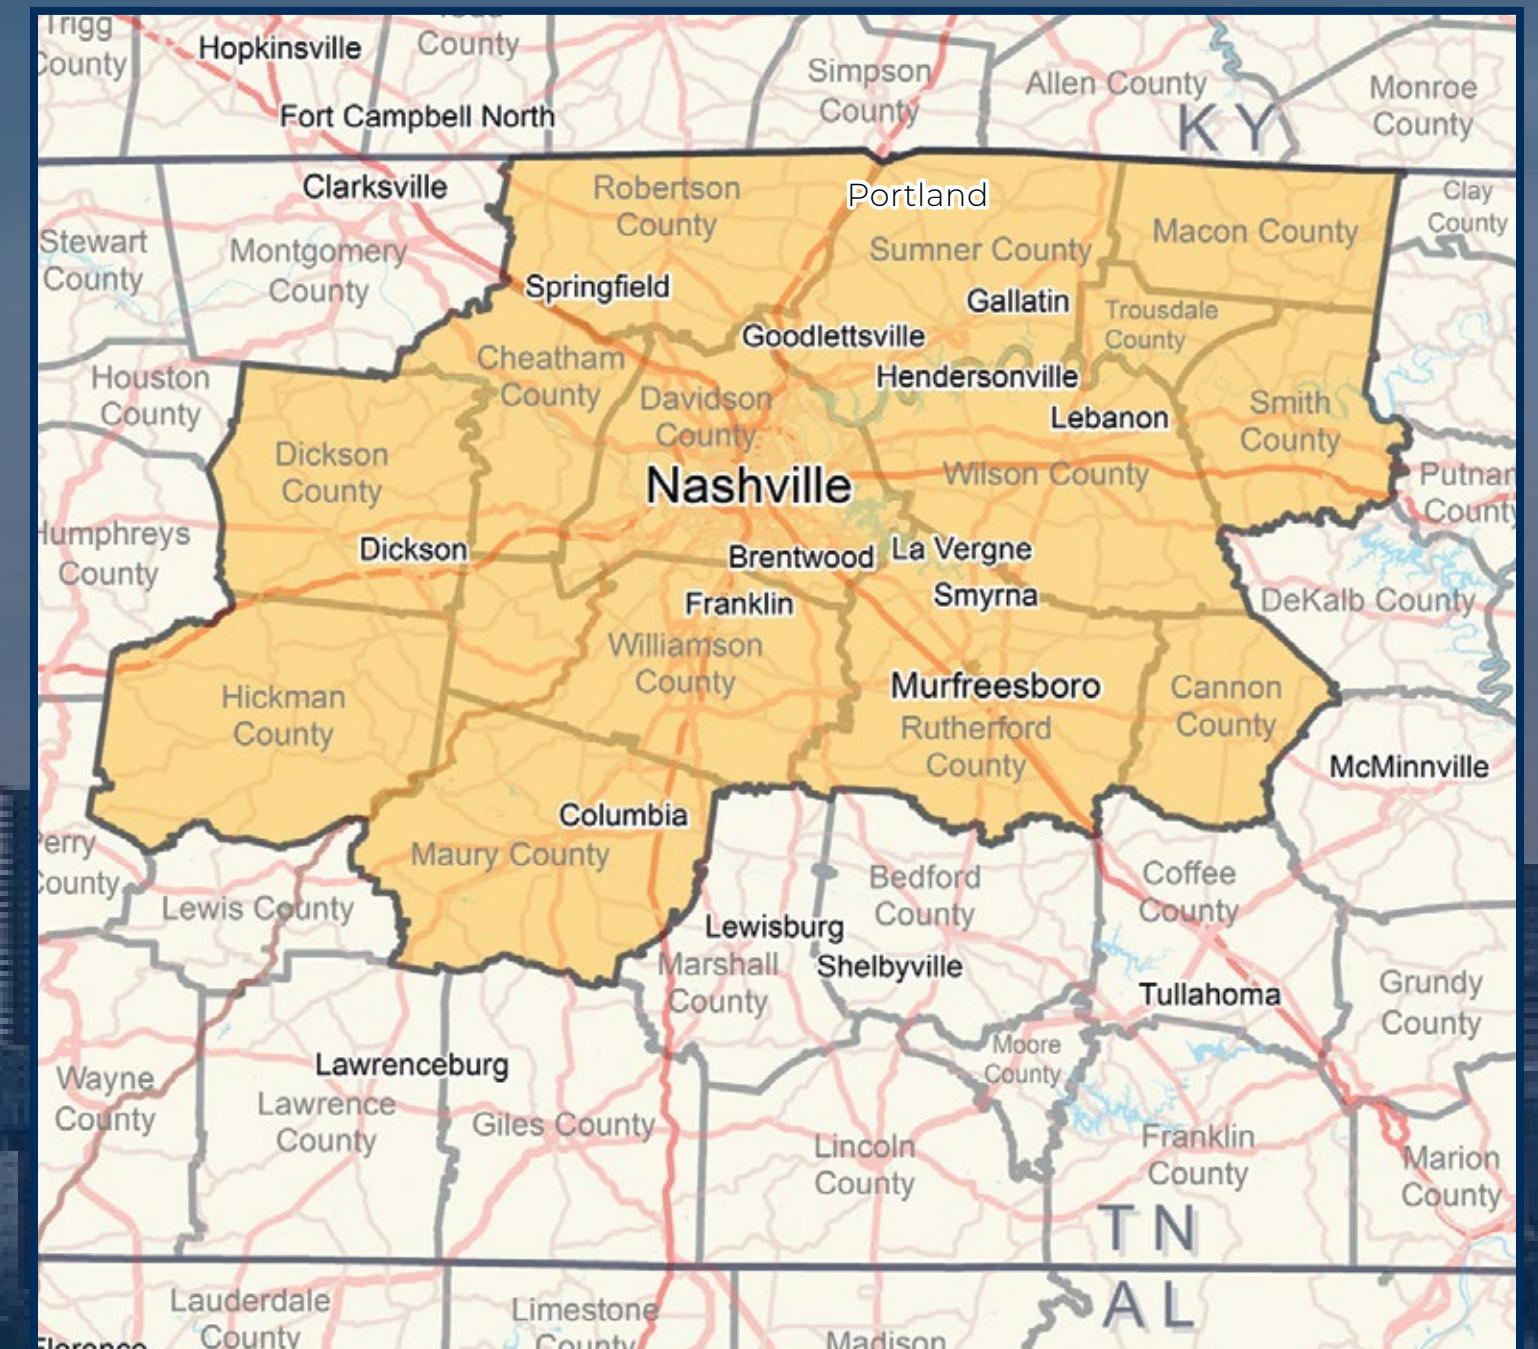 Trigg
County
Hopkinsville
County
Fort Campbell North
Simpson
County
Allen County
Monroe
County
KY
Clarksville
Robertson
County
Portland
Clay
County
Stewart
County
Montgomery
County
Sumner County
Macon County
Springfield
Gallatin
Trousdale
County
Goodlettsville
Cheatham
County
Hendersonville
Houston
County
Davidson
County
Lebanon
Smith
County
Dickson
County
Nashville
Wilson County
Putnam
County
Humphreys
County
Dickson
Brentwood
La Vergne
Franklin
Smyrna
DeKalb County
Williamson
County
Hickman
County
Murfreesboro
Rutherford
County
Cannon
County
McMinnville
Columbia
Maury County
Perry
County
Lewis County
Bedford
County
Coffee
County
Lewisburg
Marshall
County
Shelbyville
Tullahoma
Grundy
County
Moore
County
Lawrenceburg
Wayne
County
Lawrence
County
Giles County
Lincoln
County
Franklin
County
Marion
County
TN
AL
Lauderdale
County
Limestone
County
Madison
Florence